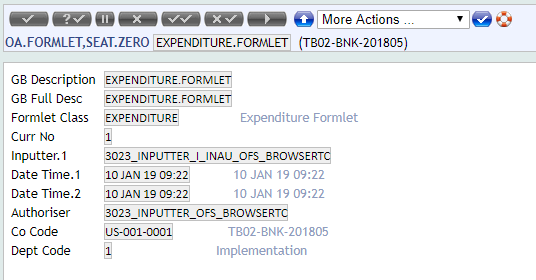 More Actions ...
OA.FORMLET,SEAT.ZERO EXPENDITURE.FORMLET (TB02-BNK-201805)
GB Description EXPENDITURE.FORMLET
GB Full Desc EXPENDITURE.FORMLET
Formlet Class EXPENDITURE Expenditure Formlet
Curr No 1
Inputter.1 3023_INPUTTER_I_INAU_OFS_BROWSERTC
Date Time.1 10 JAN 19 09:22 10 JAN 19 09:22
Date Time.2 10 JAN 19 09:22 10 JAN 19 09:22
Authoriser 3023_INPUTTER_OFS_BROWSERTC
Co Code US-001-0001 TB02-BNK-201805
Dept Code 1 Implementation